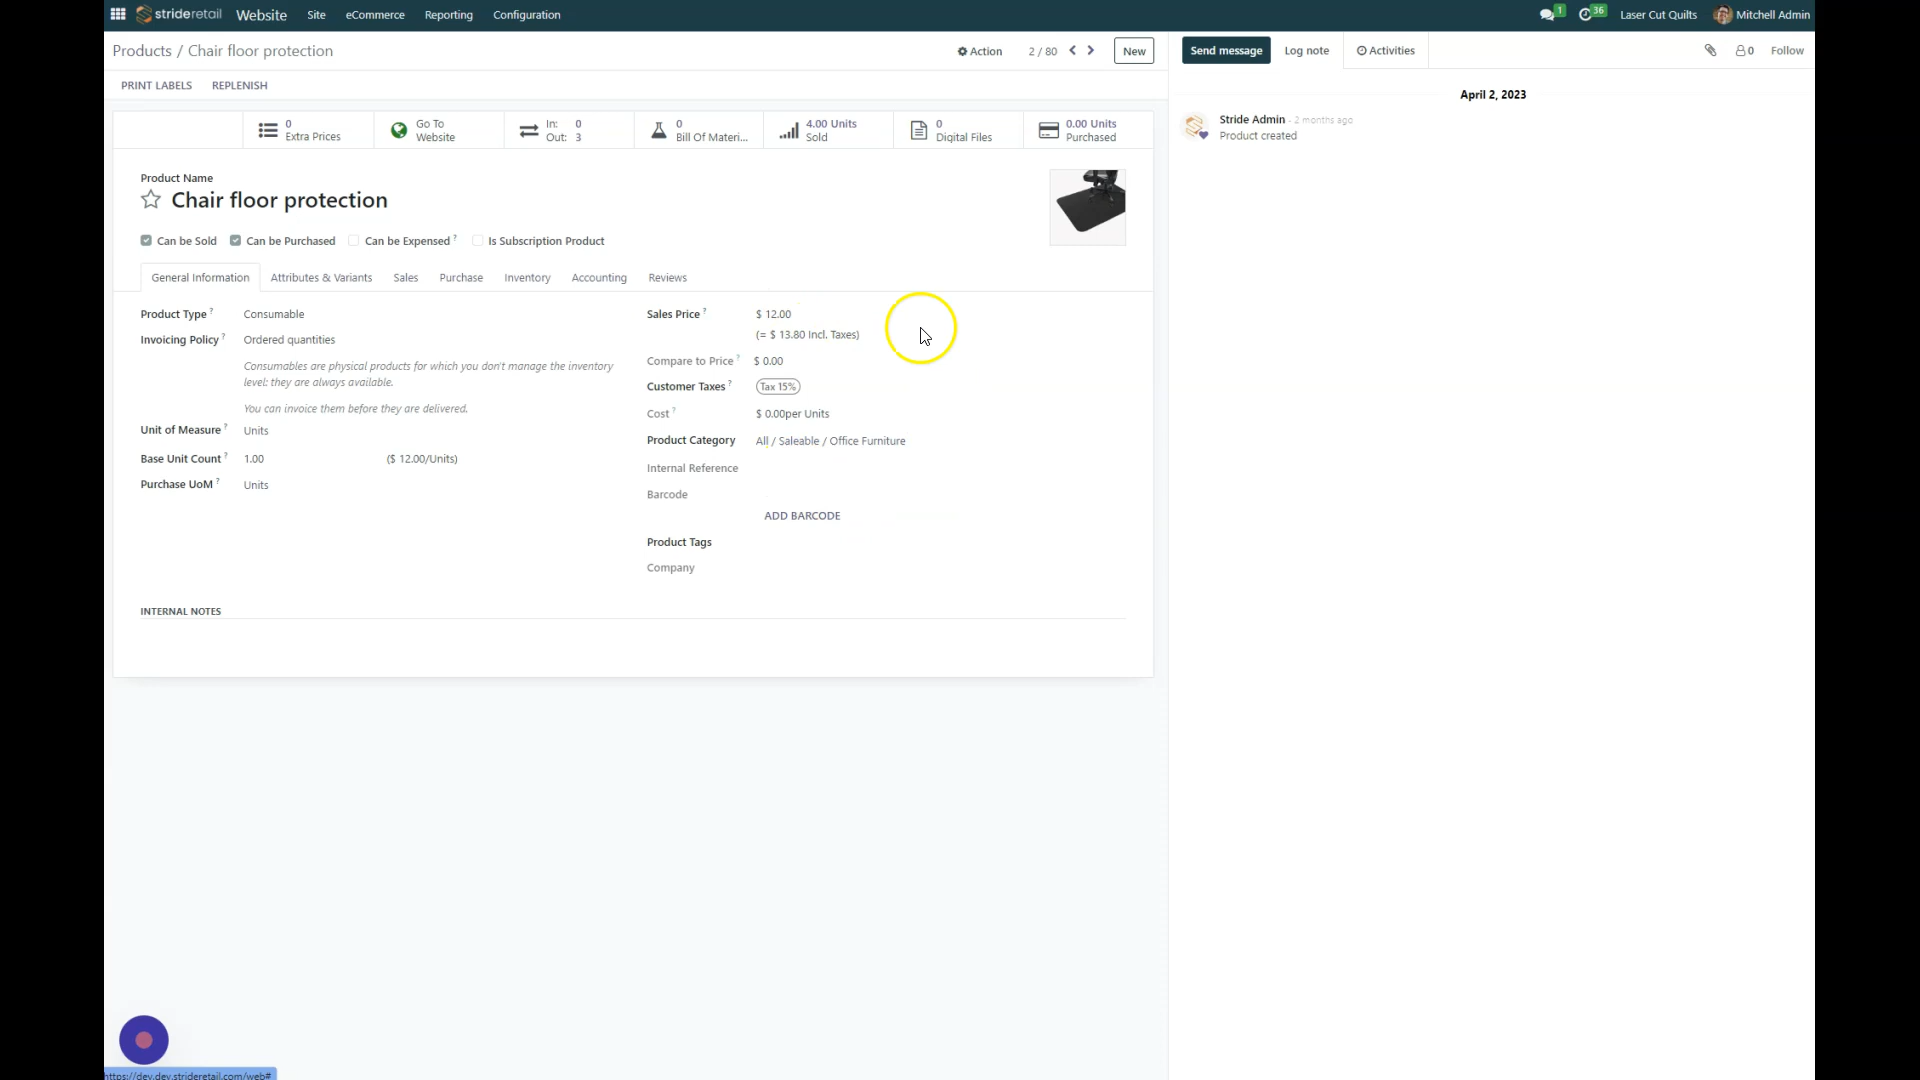 strideretail Website Site eCommerce Reporting Configuration 1 36 Laser Cut Quilts Mitchell Admin
Products / Chair floor protection Action 2 / 80 New
Send message Log note Activities 0 Follow
PRINT LABELS REPLENISH
0 Extra Prices
Go To Website
In: 0
Out: 3
0 Bill Of Materi...
4.00 Units Sold
0 Digital Files
0.00 Units Purchased
April 2, 2023
Stride Admin - 2 months ago
Product created
Product Name
Chair floor protection
Can be Sold Can be Purchased Can be Expensed ? Is Subscription Product
General Information Attributes & Variants Sales Purchase Inventory Accounting Reviews
Product Type ? Consumable
Invoicing Policy ? Ordered quantities
Consumables are physical products for which you don't manage the inventory
level: they are always available.
You can invoice them before they are delivered.
Unit of Measure ? Units
Base Unit Count ? 1.00 ($ 12.00/Units)
Purchase UoM ? Units
Sales Price ? $ 12.00
(= $ 13.80 Incl. Taxes)
Compare to Price ? $ 0.00
Customer Taxes ? Tax 15%
Cost ? $ 0.00per Units
Product Category All / Saleable / Office Furniture
Internal Reference
Barcode
ADD BARCODE
Product Tags
Company
INTERNAL NOTES
https://dev.dev.strideretail.com/web#